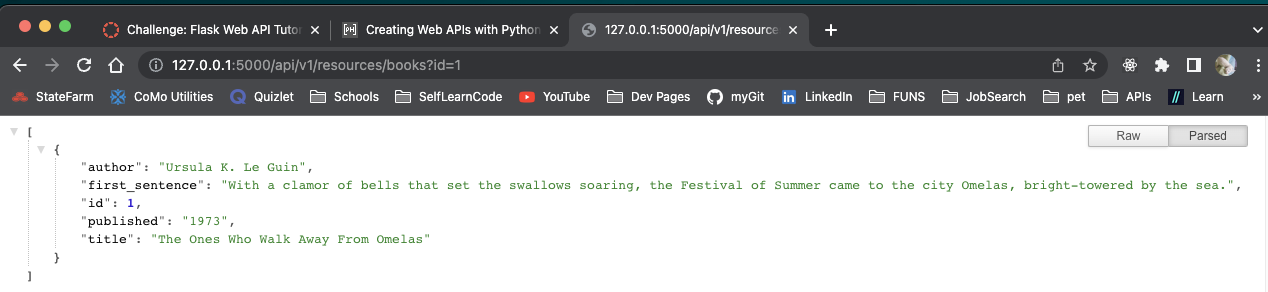 Challenge: Flask Web API Tutor
Creating Web APIs with Python
127.0.0.1:5000/api/v1/resource
127.0.0.1:5000/api/v1/resources/books?id=1
StateFarm
CoMo Utilities
Quizlet
Schools
SelfLearnCode
YouTube
Dev Pages
myGit
LinkedIn
FUNS
JobSearch
pet
APIs
Learn
»
Raw
Parsed
[
{
"author": "Ursula K. Le Guin",
"first_sentence": "With a clamor of bells that set the swallows soaring, the Festival of Summer came to the city Omelas, bright-towered by the sea.",
"id": 1,
"published": "1973",
"title": "The Ones Who Walk Away From Omelas"
}
]